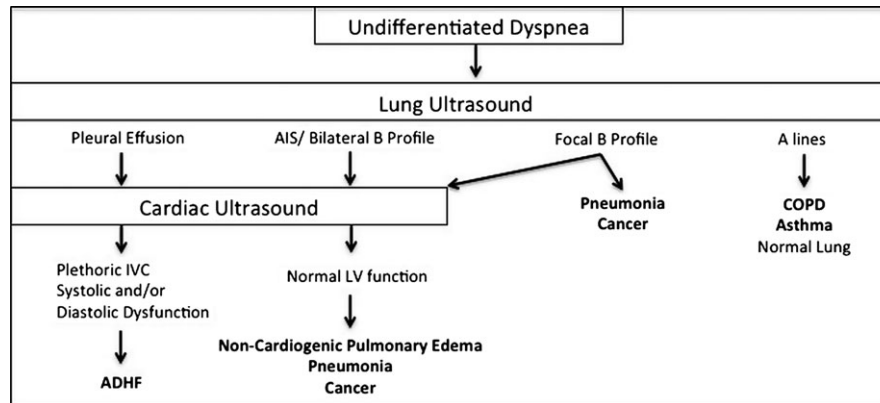 Undifferentiated Dyspnea
Lung Ultrasound
Pleural Effusion
AIS/ Bilateral B Profile
Focal B Profile
A lines
Cardiac Ultrasound
Pneumonia
Cancer
COPD
Asthma
Normal Lung
Plethoric IVC
Systolic and/or
Diastolic Dysfunction
Normal LV function
ADHF
Non-Cardiogenic Pulmonary Edema
Pneumonia
Cancer